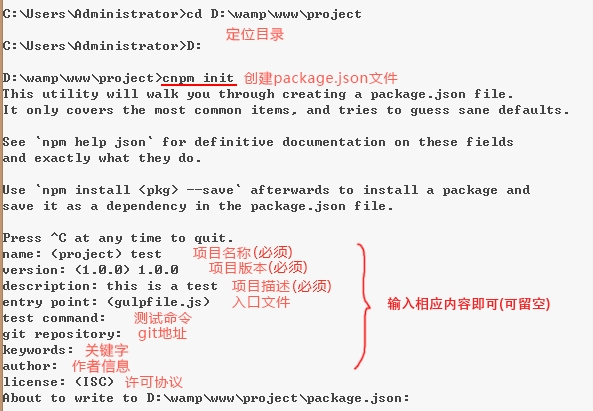 C:\Users\Administrator>cd D:\wamp\www\project
定位目录
C:\Users\Administrator>D:
D:\wamp\www\project>cnpm init 创建package.json文件
This utility will walk you through creating a package.json file.
It only covers the most common items, and tries to guess sane defaults.
See `npm help json` for definitive documentation on these fields
and exactly what they do.
Use `npm install <pkg> --save` afterwards to install a package and
save it as a dependency in the package.json file.
Press ^C at any time to quit.
name: (project) test 项目名称(必须)
version: (1.0.0) 1.0.0 项目版本(必须)
description: this is a test 项目描述(必须)
entry point: (gulpfile.js) 入口文件 输入相应内容即可(可留空)
test command: 测试命令
git repository: git地址
keywords: 关键字
author: 作者信息
license: (ISC) 许可协议
About to write to D:\wamp\www\project\package.json: